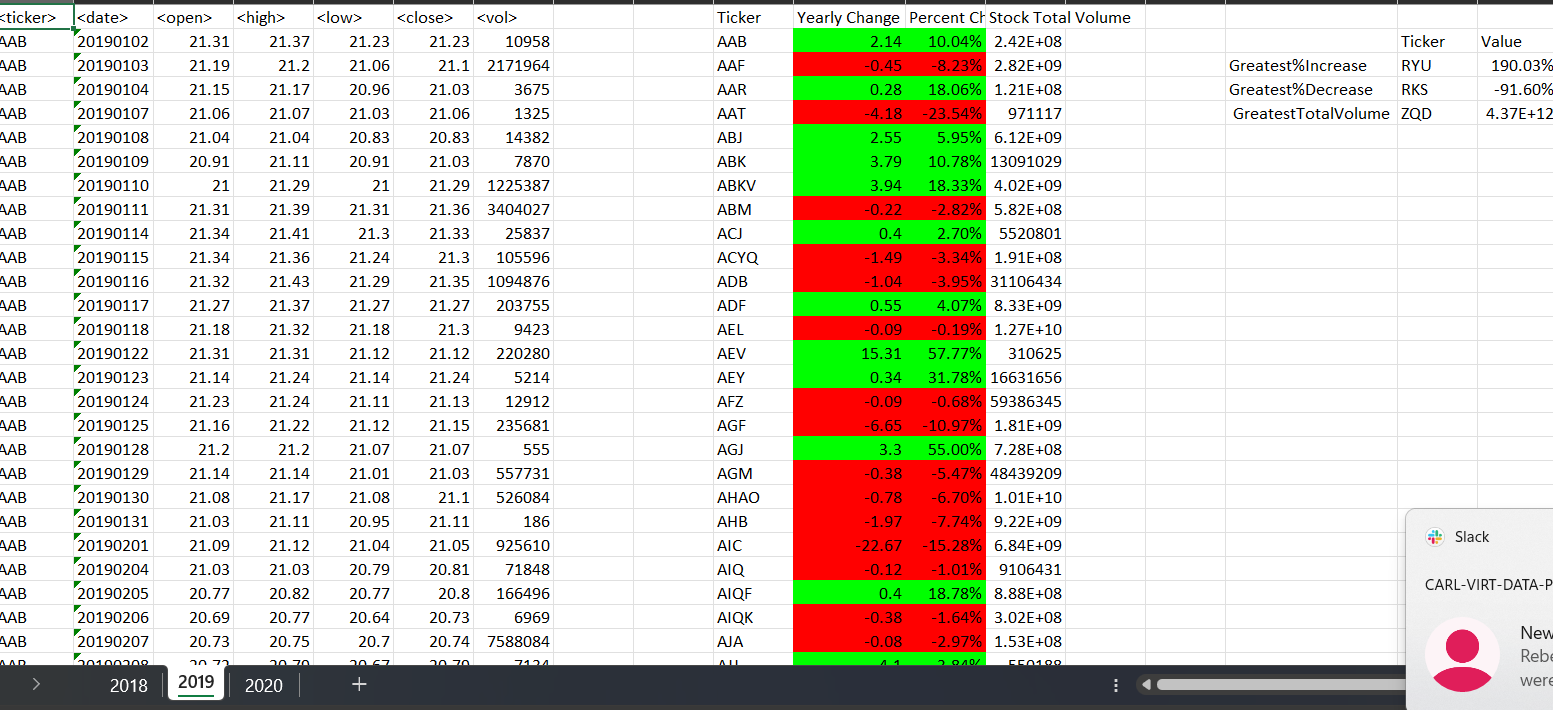 <ticker> <date> <open> <high> <low> <close> <vol> Ticker Yearly Change Percent Ch Stock Total Volume
AAB 20190102 21.31 21.37 21.23 21.23 10958 AAB 2.14 10.04% 2.42E+08 Ticker Value
AAB 20190103 21.19 21.2 21.06 21.1 2171964 AAF -0.45 -8.23% 2.82E+09 Greatest%Increase RYU 190.03%
AAB 20190104 21.15 21.17 20.96 21.03 3675 AAR 0.28 18.06% 1.21E+08 Greatest%Decrease RKS -91.60%
AAB 20190107 21.06 21.07 21.03 21.06 1325 AAT -4.18 -23.54% 971117 GreatestTotalVolume ZQD 4.37E+12
AAB 20190108 21.04 21.04 20.83 20.83 14382 ABJ 2.55 5.95% 6.12E+09
AAB 20190109 20.91 21.11 20.91 21.03 7870 ABK 3.79 10.78% 13091029
AAB 20190110 21 21.29 21 21.29 1225387 ABKV 3.94 18.33% 4.02E+09
AAB 20190111 21.31 21.39 21.31 21.36 3404027 ABM -0.22 -2.82% 5.82E+08
AAB 20190114 21.34 21.41 21.3 21.33 25837 ACJ 0.4 2.70% 5520801
AAB 20190115 21.34 21.36 21.24 21.3 105596 ACYQ -1.49 -3.34% 1.91E+08
AAB 20190116 21.32 21.43 21.29 21.35 1094876 ADB -1.04 -3.95% 31106434
AAB 20190117 21.27 21.37 21.27 21.27 203755 ADF 0.55 4.07% 8.33E+09
AAB 20190118 21.18 21.32 21.18 21.3 9423 AEL -0.09 -0.19% 1.27E+10
AAB 20190122 21.31 21.31 21.12 21.12 220280 AEV 15.31 57.77% 310625
AAB 20190123 21.14 21.24 21.14 21.24 5214 AEY 0.34 31.78% 16631656
AAB 20190124 21.23 21.24 21.11 21.13 12912 AFZ -0.09 -0.68% 59386345
AAB 20190125 21.16 21.22 21.12 21.15 235681 AGF -6.65 -10.97% 1.81E+09
AAB 20190128 21.2 21.2 21.07 21.07 555 AGJ 3.3 55.00% 7.28E+08
AAB 20190129 21.14 21.14 21.01 21.03 557731 AGM -0.38 -5.47% 48439209
AAB 20190130 21.08 21.17 21.08 21.1 526084 AHAO -0.78 -6.70% 1.01E+10
AAB 20190131 21.03 21.11 20.95 21.11 186 AHB -1.97 -7.74% 9.22E+09
AAB 20190201 21.09 21.12 21.04 21.05 925610 AIC -22.67 -15.28% 6.84E+09
AAB 20190204 21.03 21.03 20.79 20.81 71848 AIQ -0.12 -1.01% 9106431
AAB 20190205 20.77 20.82 20.77 20.8 166496 AIQF 0.4 18.78% 8.88E+08
AAB 20190206 20.69 20.77 20.64 20.73 6969 AIQK -0.38 -1.64% 3.02E+08
AAB 20190207 20.73 20.75 20.7 20.74 7588084 AJA -0.08 -2.97% 1.53E+08
2018 2019 2020
Slack
CARL-VIRT-DATA-P
New
Rebe
were